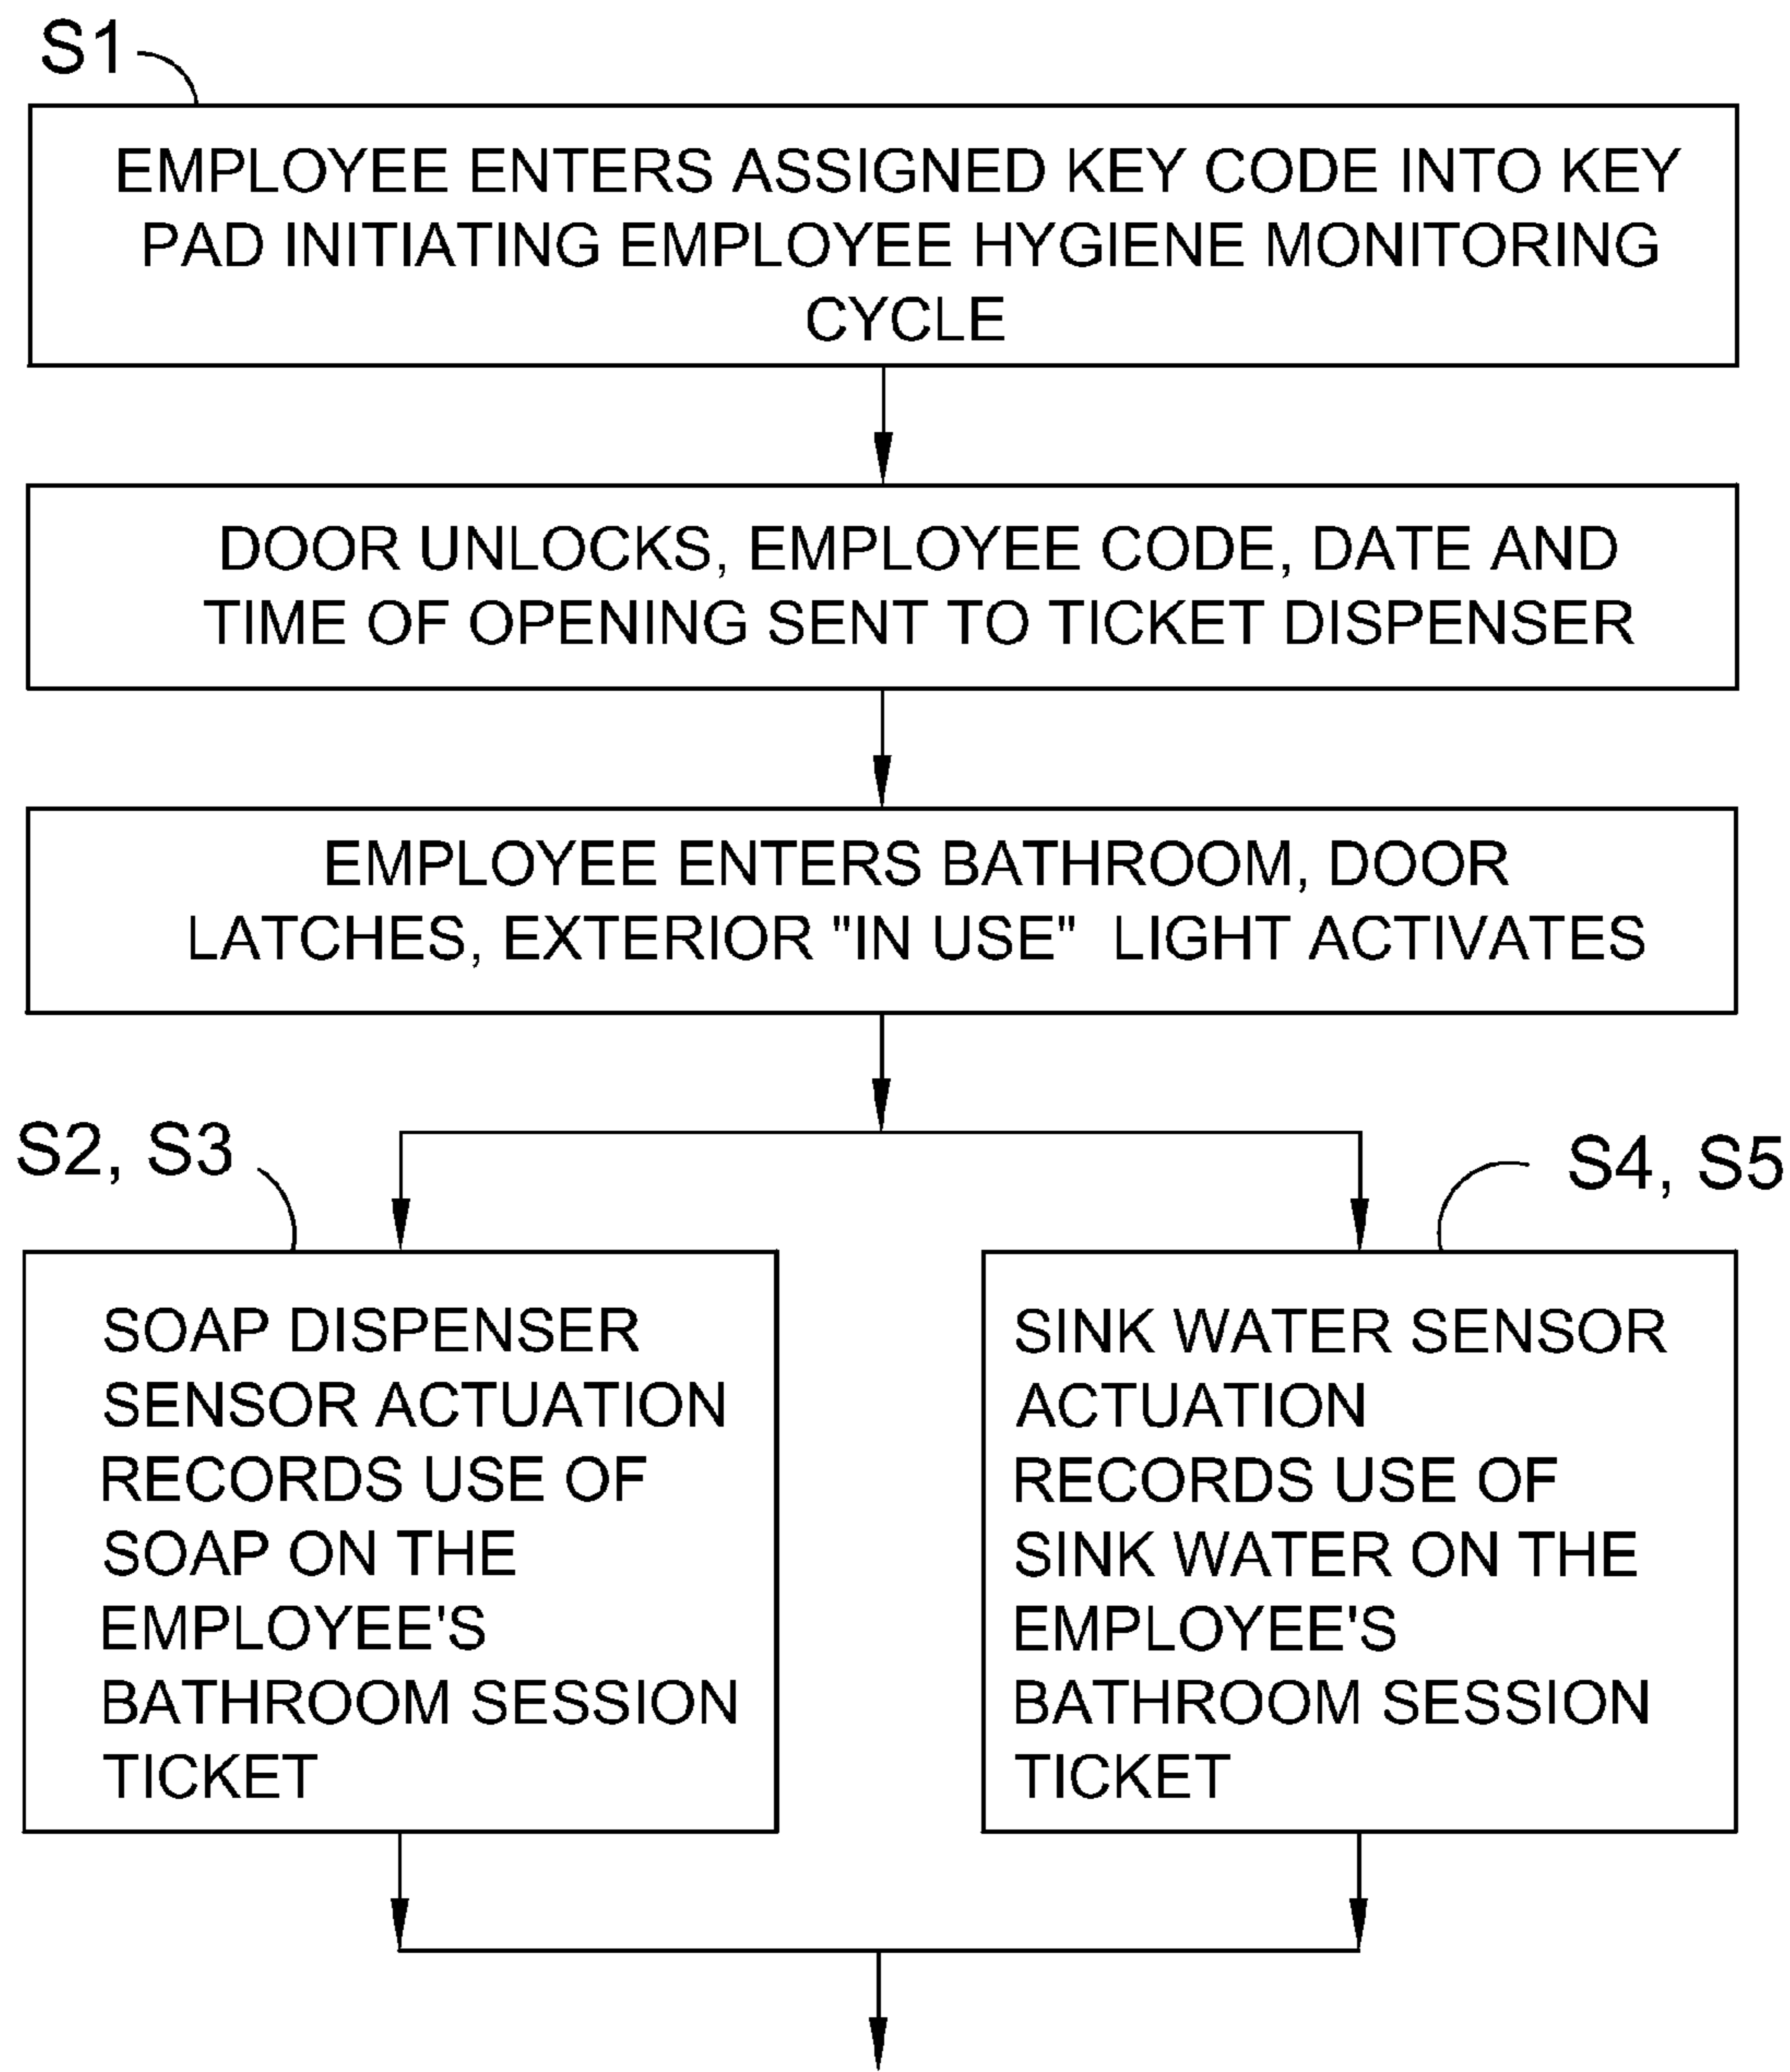 S1
EMPLOYEE ENTERS ASSIGNED KEY CODE INTO KEY
PAD INITIATING EMPLOYEE HYGIENE MONITORING
CYCLE
DOOR UNLOCKS, EMPLOYEE CODE, DATE AND
TIME OF OPENING SENT TO TICKET DISPENSER
EMPLOYEE ENTERS BATHROOM, DOOR
LATCHES, EXTERIOR "IN USE" LIGHT ACTIVATES
S2, S3
SOAP DISPENSER
SENSOR ACTUATION
RECORDS USE OF
SOAP ON THE
EMPLOYEE'S
BATHROOM SESSION
TICKET
S4, S5
SINK WATER SENSOR
ACTUATION
RECORDS USE OF
SINK WATER ON THE
EMPLOYEE'S
BATHROOM SESSION
TICKET